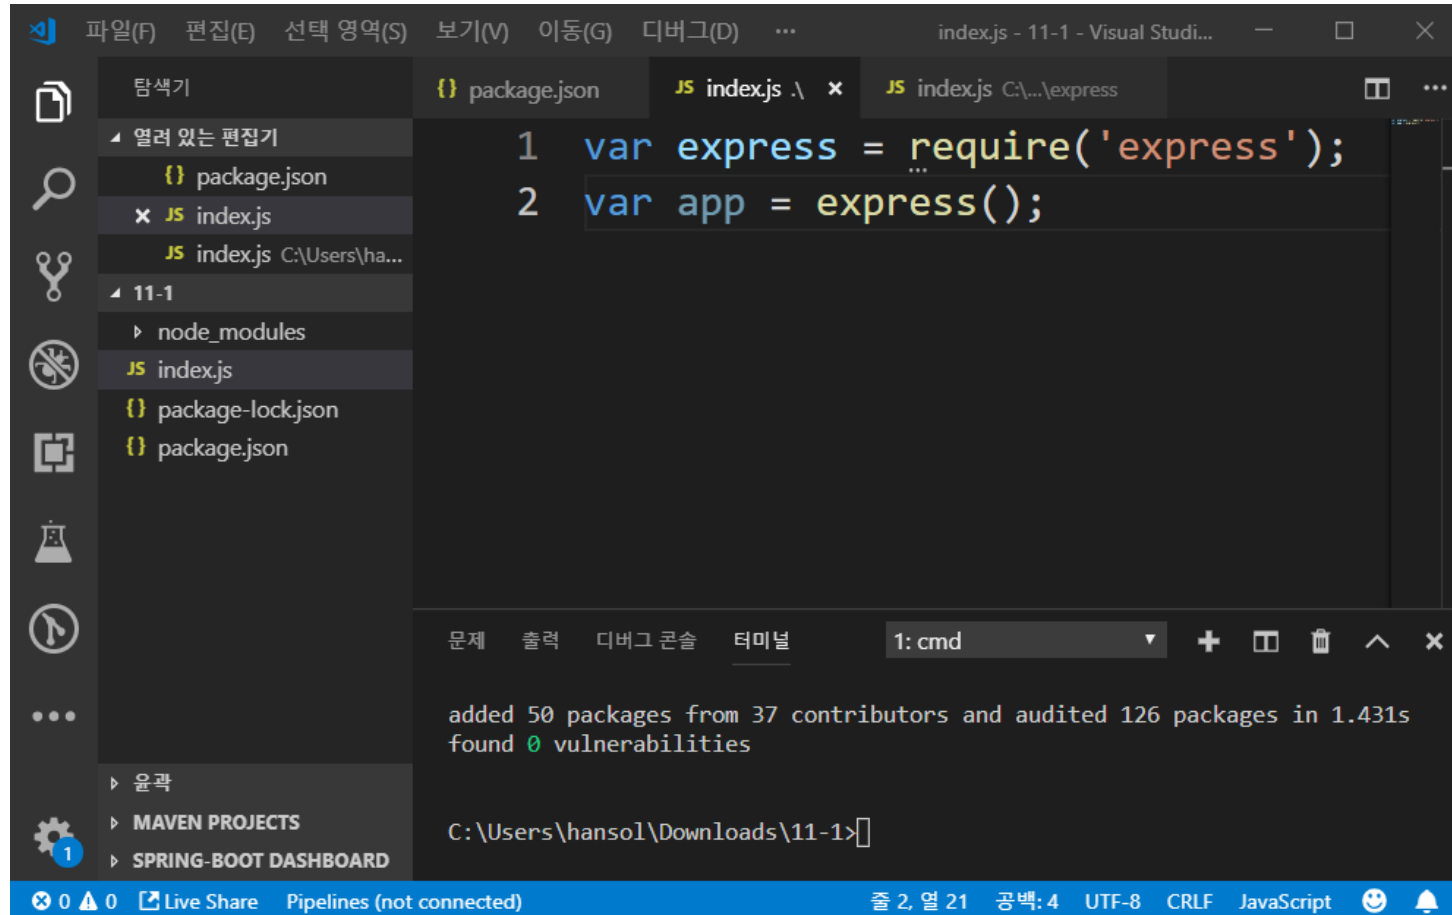 파일(F) 편집(E) 선택 영역(S) 보기(V) 이동(G) 디버그(D) ··· index.js - 11-1 - Visual Studi...
탐색기
{} package.json JS index.js .\ JS index.js C:\...\express
열려 있는 편집기
{} package.json
JS index.js
JS index.js C:\Users\ha...
11-1
node_modules
JS index.js
{} package-lock.json
{} package.json
윤곽
MAVEN PROJECTS
SPRING-BOOT DASHBOARD
1
1 var express = require('express');
2 var app = express();
문제 출력 디버그 콘솔 터미널 1: cmd
added 50 packages from 37 contributors and audited 126 packages in 1.431s
found 0 vulnerabilities
C:\Users\hansol\Downloads\11-1>
0 0 Live Share Pipelines (not connected) 줄 2, 열 21 공백: 4 UTF-8 CRLF JavaScript